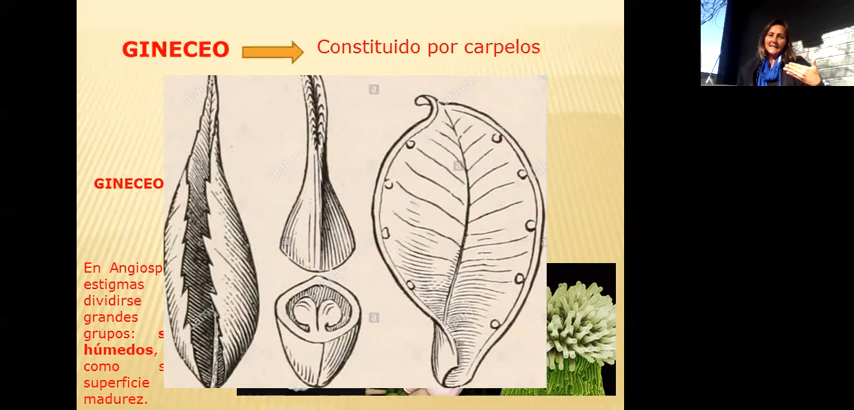 GINECEO
Constituido por carpelos
GINECEO
En Angiosp
estigmas
dividirse
grandes
grupos: s
húmedos,
como s
superficie
madurez.
a
a
a